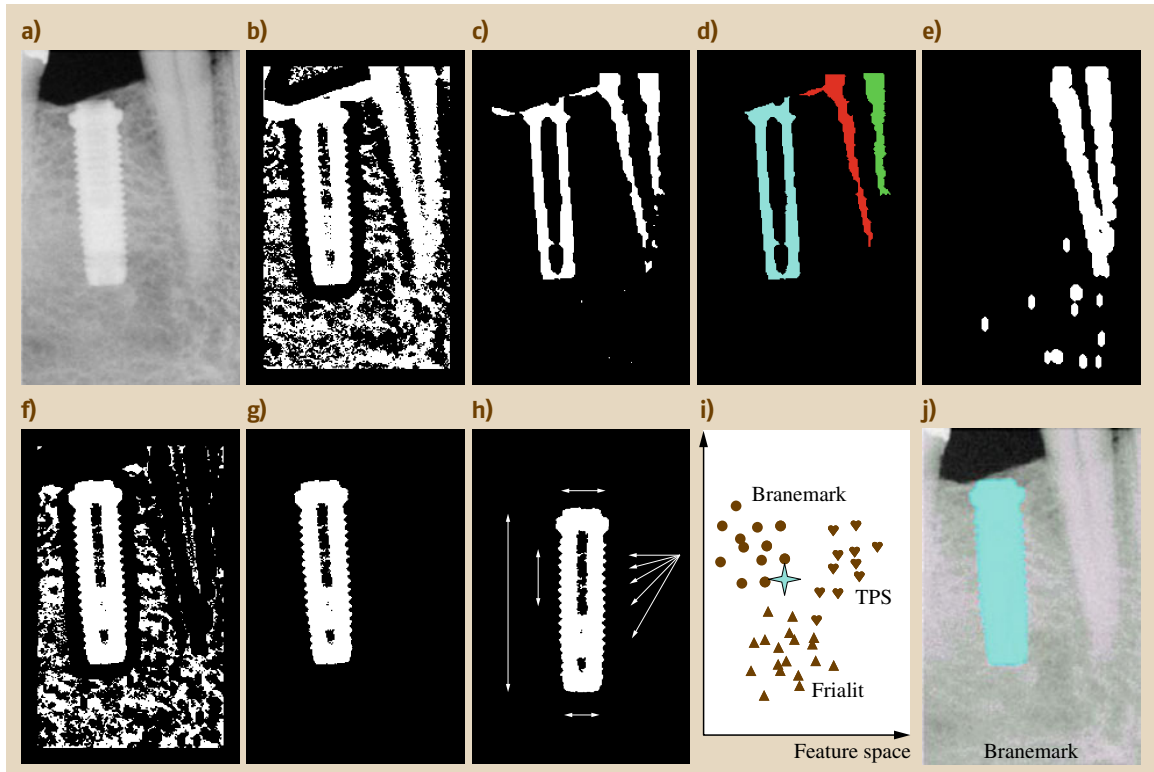 a)
b)
c)
d)
e)
f)
g)
h)
i)
j)
Branemark
TPS
Frialit
Feature space
Branemark